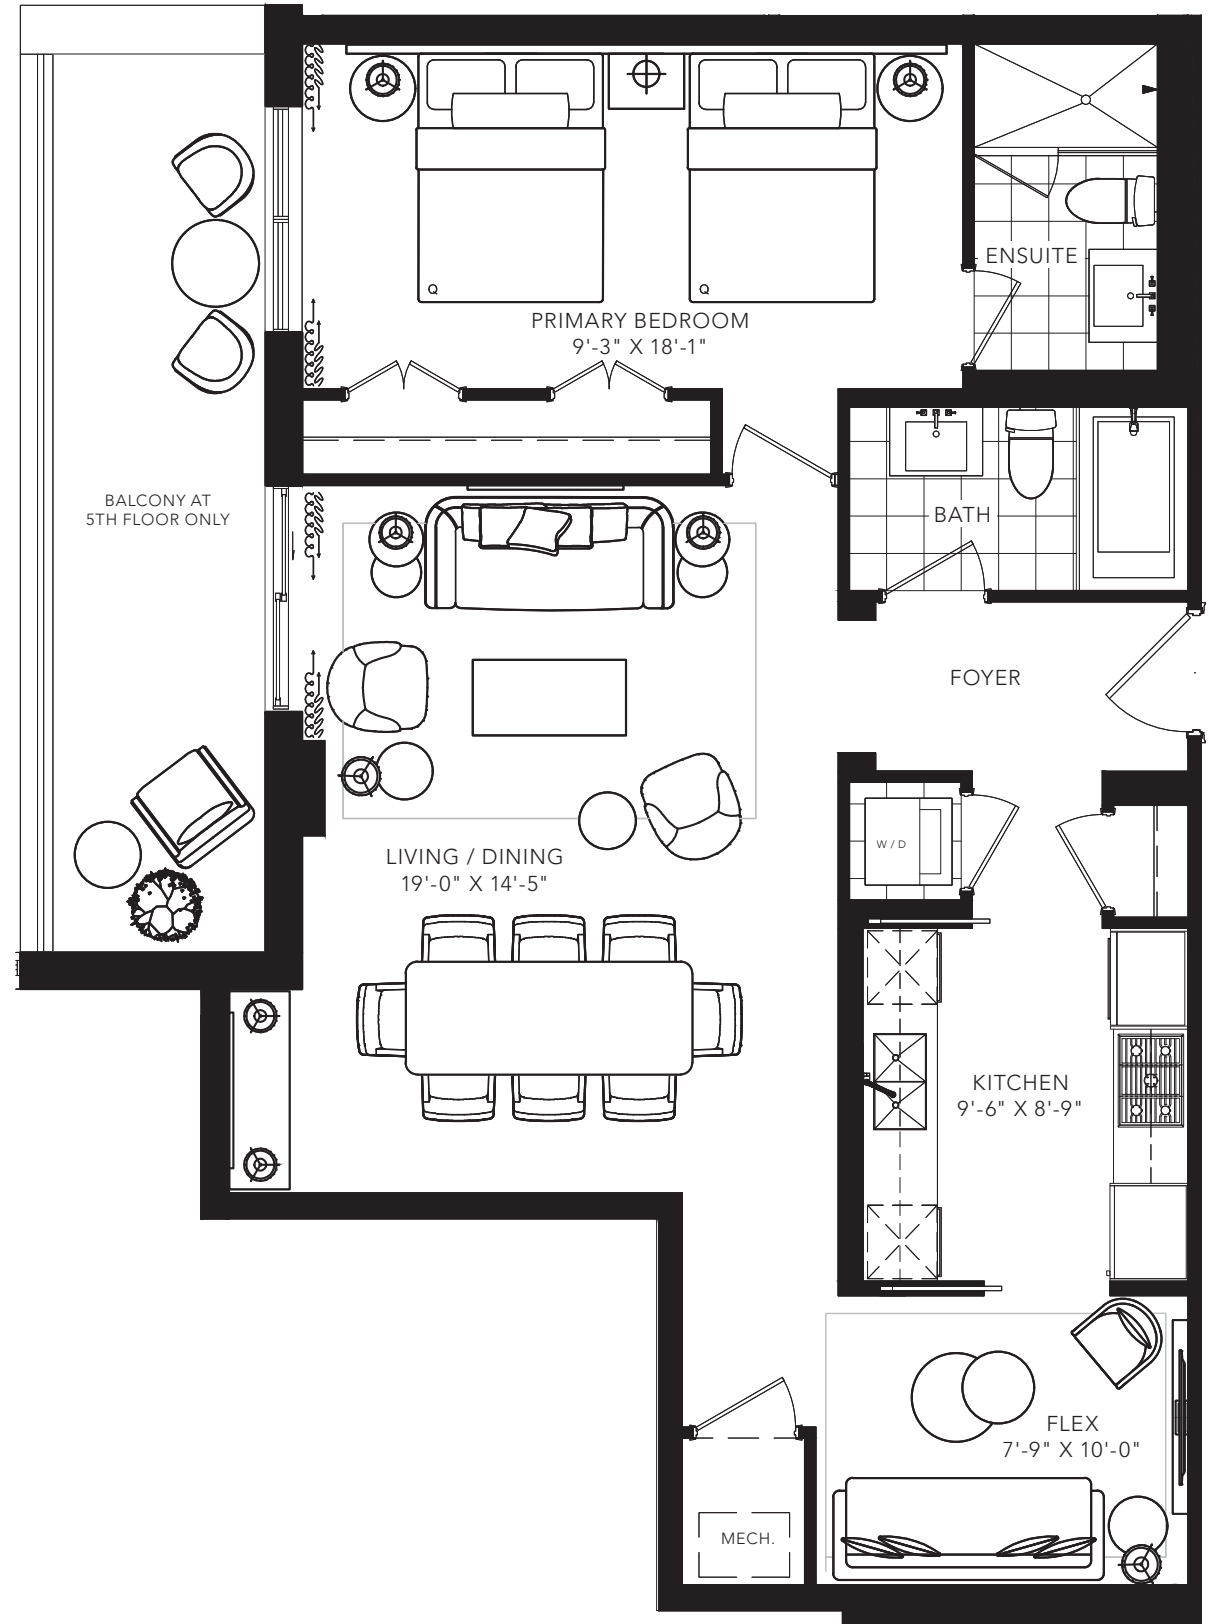 ENSUITE
Q
Q
PRIMARY BEDROOM
9'-3" X 18'-1"
BALCONY AT
5TH FLOOR ONLY
BATH
FOYER
W / D
LIVING / DINING
19'-0" X 14'-5"
KITCHEN
9'-6" X 8'-9"
FLEX
7'-9" X 10'-0"
MECH.